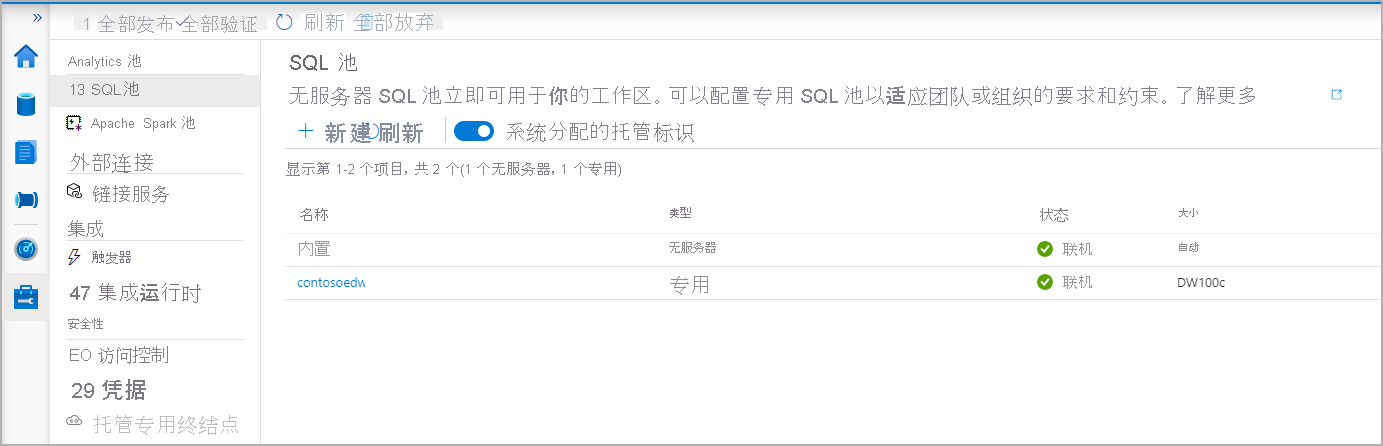 1 全部发布 全部验证 刷新 全部放弃
Analytics 池
13 SQL池
Apache Spark 池
外部连接
链接服务
集成
触发器
47 集成运行时
安全性
EO 访问控制
29 凭据
托管专用终结点
SQL 池
无服务器 SQL 池立即可用于你的工作区。可以配置专用 SQL 池以适应团队或组织的要求和约束。了解更多
新建 刷新 系统分配的托管标识
显示第 1-2 个项目, 共 2 个(1 个无服务器, 1 个专用)
名称 类型 状态 大小
内置 无服务器 联机 自动
contosoedw 专用 联机 DW100c